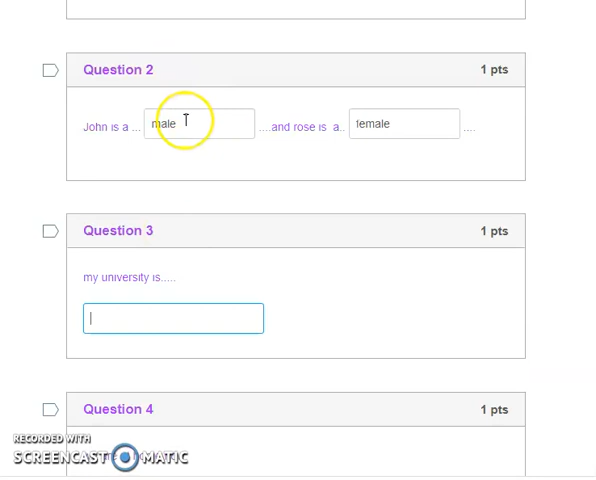 Question 2 1 pts
John is a ... male ....and rose is a.. female ....
Question 3 1 pts
my university is.....
Question 4 1 pts
RECORDED WITH
SCREENCAST MATIC